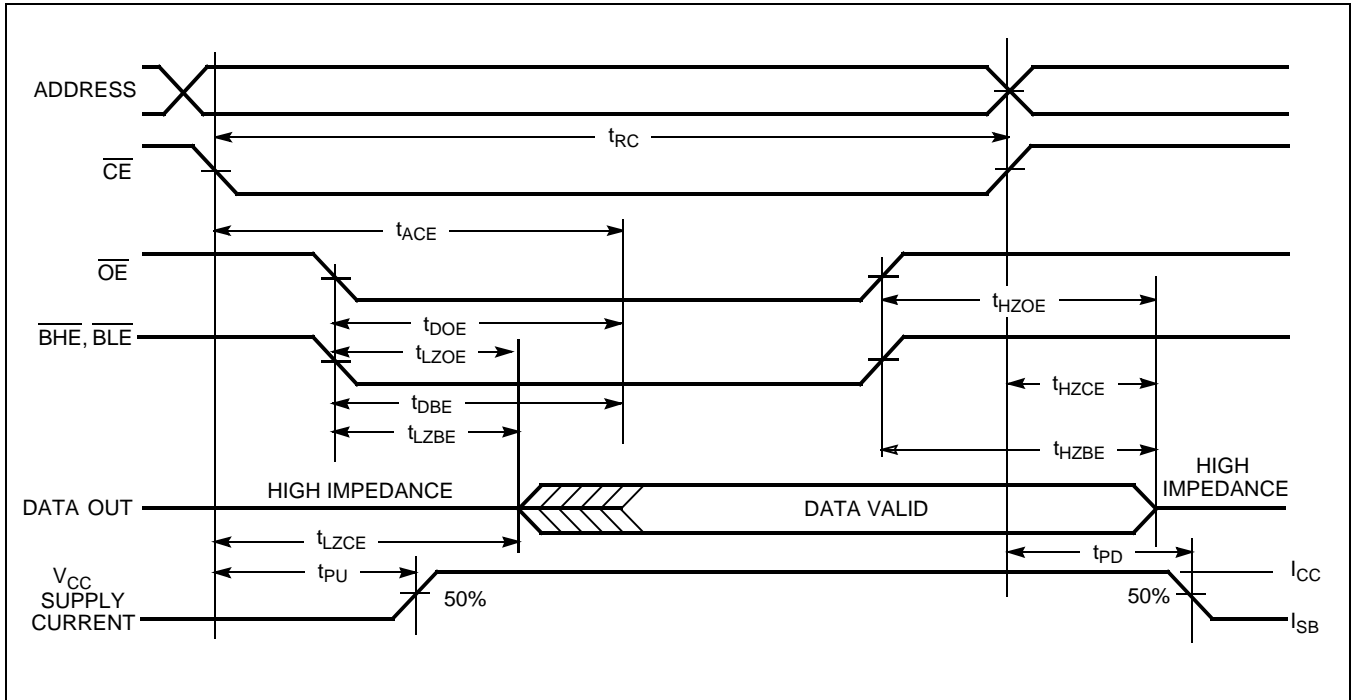 ADDRESS
tRC
CE
tACE
OE
tHZOE
tDOE
BHE, BLE
tLZOE
tHZCE
tDBE
tLZBE
tHZBE
HIGH IMPEDANCE
HIGH
IMPEDANCE
DATA OUT
DATA VALID
tLZCE
tPD
tPU
VCC
SUPPLY
CURRENT
50%
50%
ICC
ISB